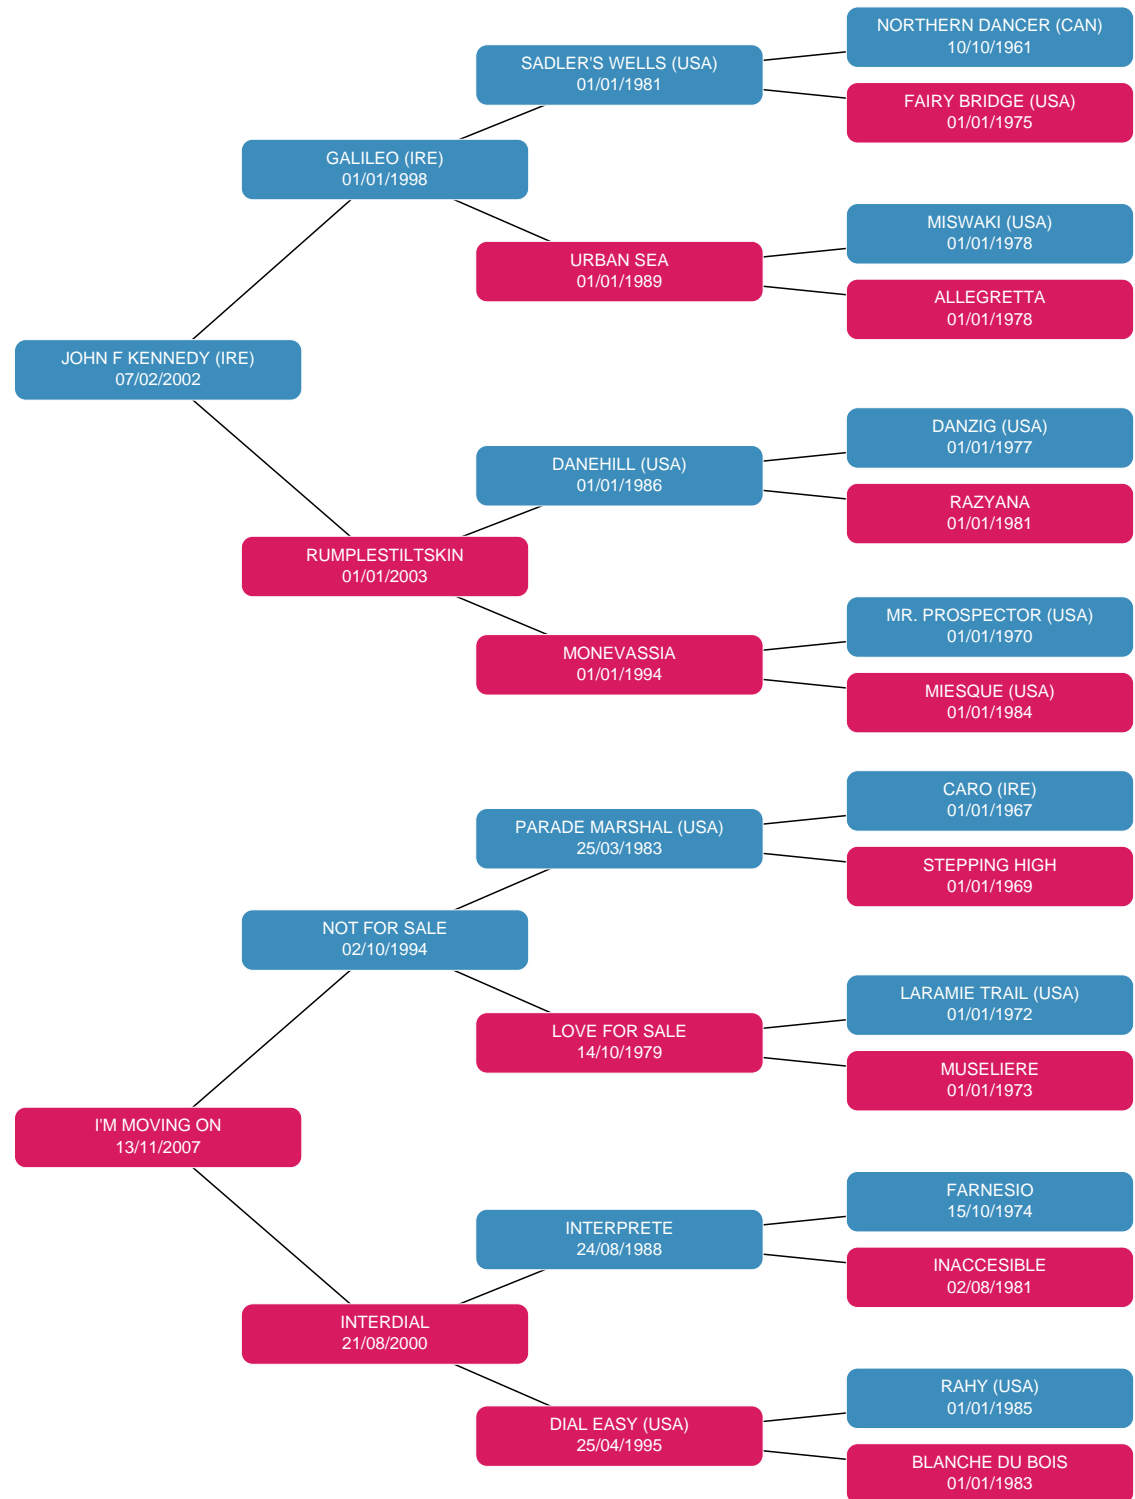 NORTHERN DANCER (CAN)
10/10/1961
SADLER'S WELLS (USA)
01/01/1981
FAIRY BRIDGE (USA)
01/01/1975
GALILEO (IRE)
01/01/1998
MISWAKI (USA)
01/01/1978
URBAN SEA
01/01/1989
ALLEGRETTA
01/01/1978
JOHN F KENNEDY (IRE)
07/02/2002
DANZIG (USA)
01/01/1977
DANEHILL (USA)
01/01/1986
RAZYANA
01/01/1981
RUMPLESTILTSKIN
01/01/2003
MR. PROSPECTOR (USA)
01/01/1970
MONEVASSIA
01/01/1994
MIESQUE (USA)
01/01/1984
CARO (IRE)
01/01/1967
PARADE MARSHAL (USA)
25/03/1983
STEPPING HIGH
01/01/1969
NOT FOR SALE
02/10/1994
LARAMIE TRAIL (USA)
01/01/1972
LOVE FOR SALE
14/10/1979
MUSELIERE
01/01/1973
I'M MOVING ON
13/11/2007
FARNESIO
15/10/1974
INTERPRETE
24/08/1988
INACCESIBLE
02/08/1981
INTERDIAL
21/08/2000
RAHY (USA)
01/01/1985
DIAL EASY (USA)
25/04/1995
BLANCHE DU BOIS
01/01/1983